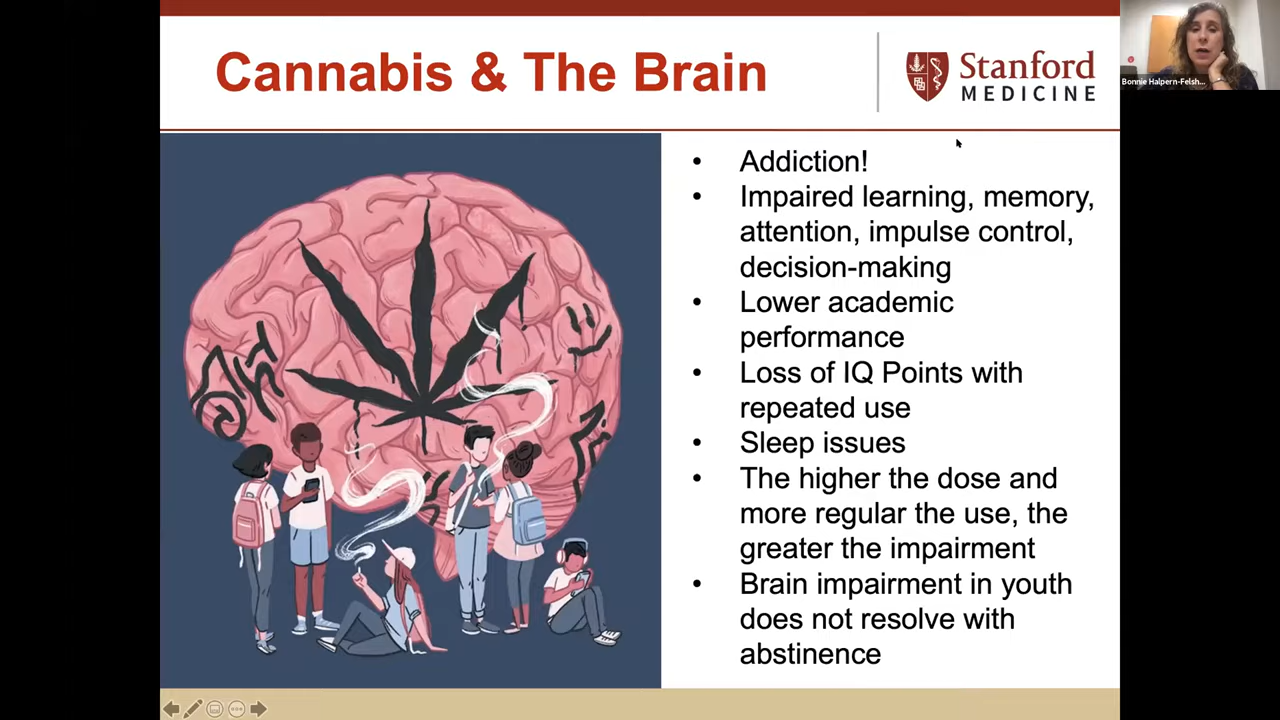 Cannabis & The Brain
Stanford
MEDICINE
Bonnie Halpern-Felsh...
• Addiction!
• Impaired learning, memory,
attention, impulse control,
decision-making
• Lower academic
performance
• Loss of IQ Points with
repeated use
• Sleep issues
• The higher the dose and
more regular the use, the
greater the impairment
• Brain impairment in youth
does not resolve with
abstinence